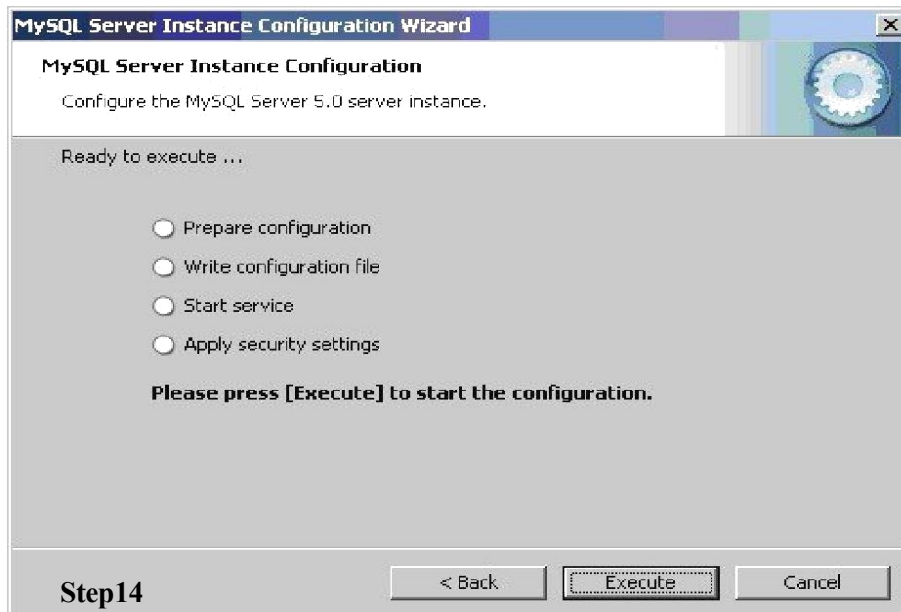 MySQL Server Instance Configuration Wizard
MySQL Server Instance Configuration
Configure the MySQL Server 5.0 server instance.
Ready to execute ...
Prepare configuration
Write configuration file
Start service
Apply security settings
Please press [Execute] to start the configuration.
Step14
< Back
Execute
Cancel